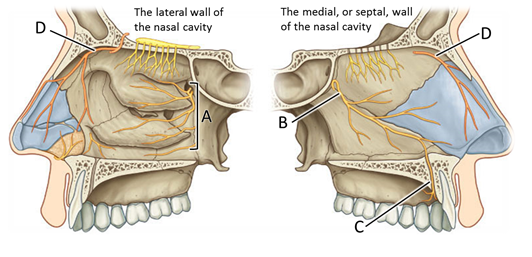 D
The lateral wall of
the nasal cavity
A
The medial, or septal, wall
of the nasal cavity
D
B
C